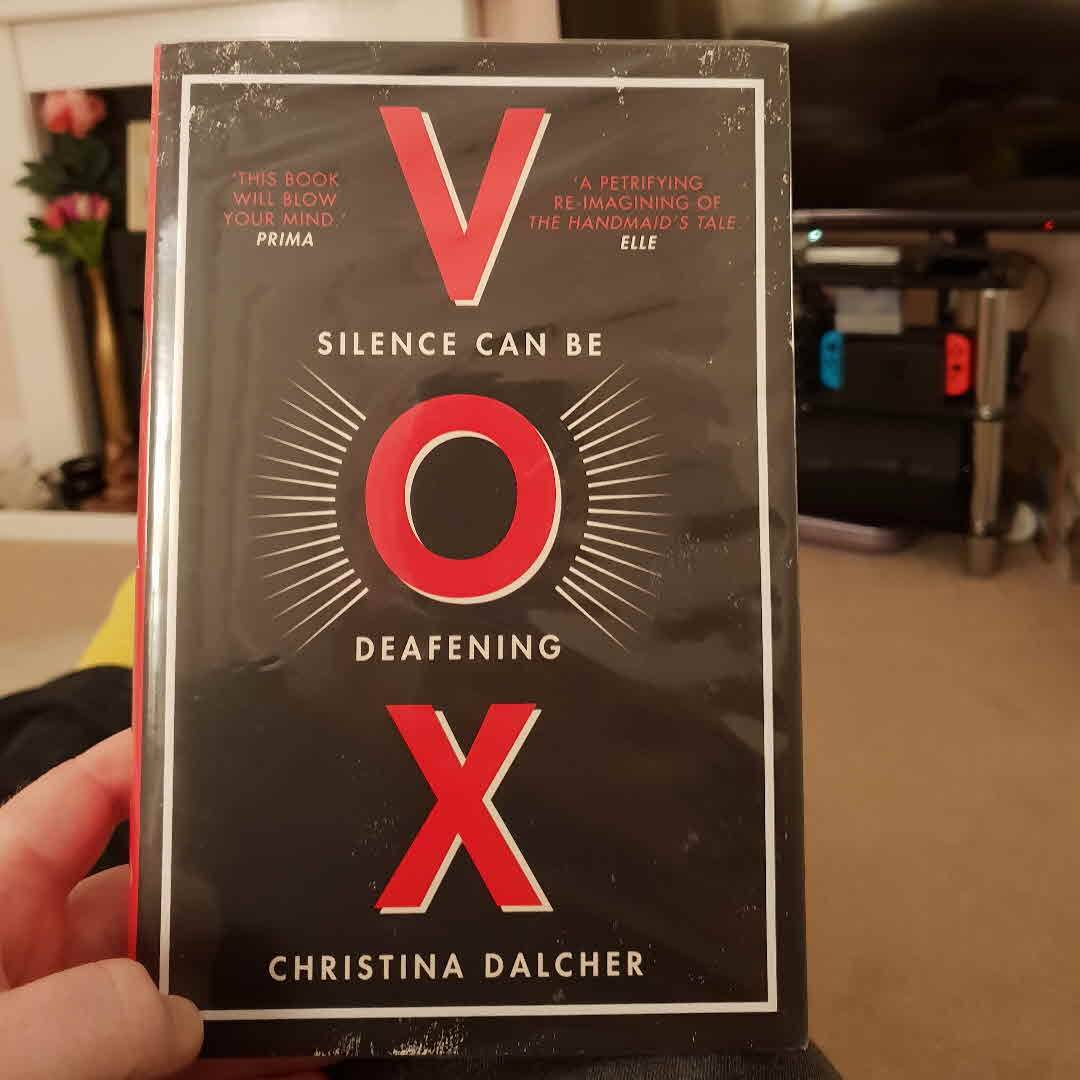 V
'THIS BOOK
WILL BLOW
YOUR MIND.'
PRIMA
'A PETRIFYING
RE-IMAGINING OF
THE HANDMAID'S TALE.'
ELLE
SILENCE CAN BE
O
DEAFENING
X
CHRISTINA DALCHER